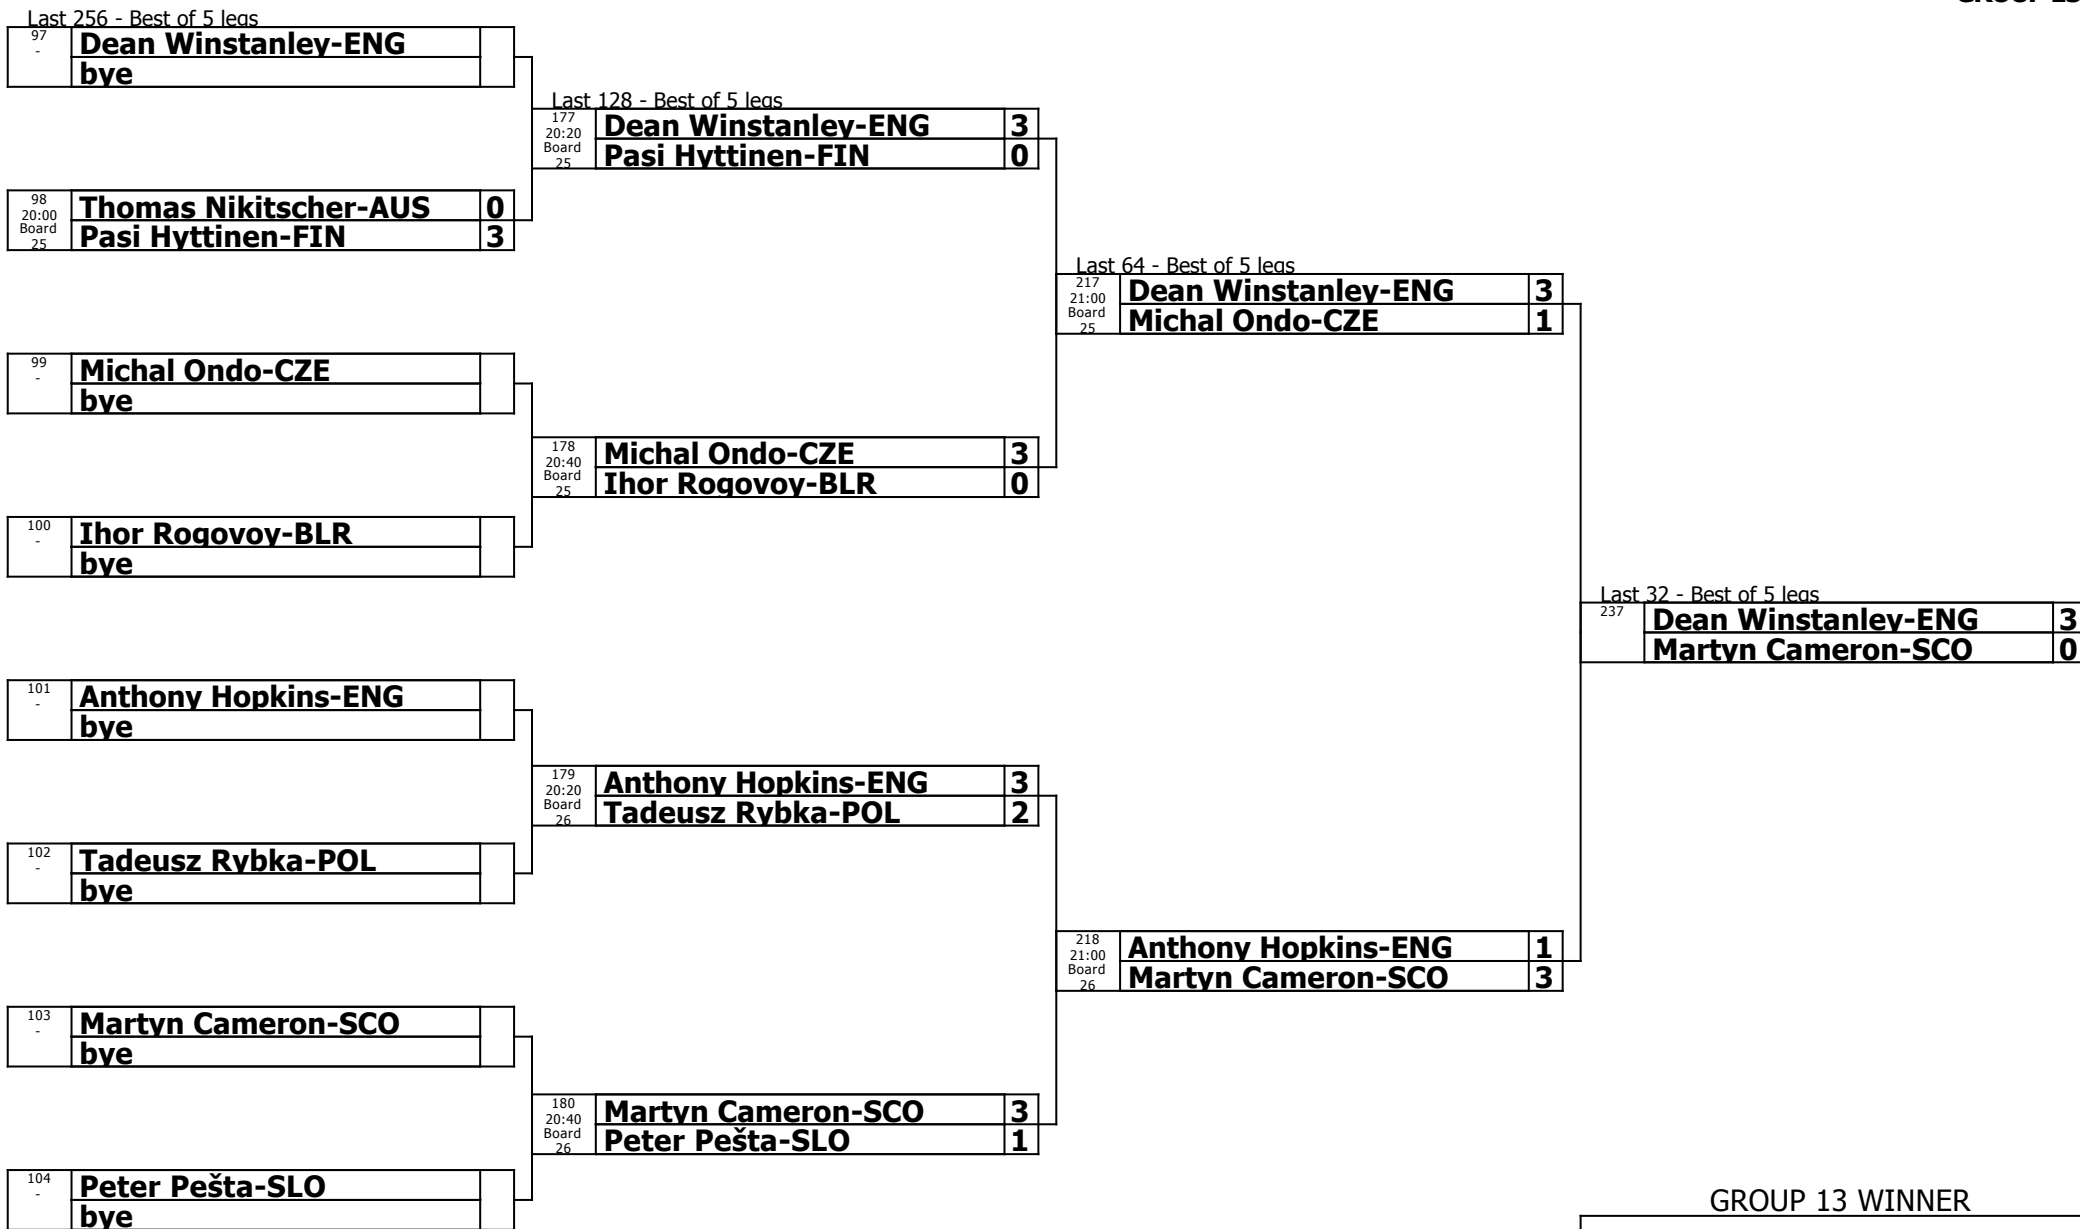 Last 256 - Best of 5 legs
97
-
Dean Winstanley-ENG
bye
Last 128 - Best of 5 legs
177
20:20
Board
25
Dean Winstanley-ENG 3
Pasi Hyttinen-FIN 0
98
20:00
Board
25
Thomas Nikitscher-AUS 0
Pasi Hyttinen-FIN 3
Last 64 - Best of 5 legs
217
21:00
Board
25
Dean Winstanley-ENG 3
Michal Ondo-CZE 1
99
-
Michal Ondo-CZE
bye
178
20:40
Board
25
Michal Ondo-CZE 3
Ihor Rogovoy-BLR 0
100
-
Ihor Rogovoy-BLR
bye
Last 32 - Best of 5 legs
237
Dean Winstanley-ENG 3
Martyn Cameron-SCO 0
101
-
Anthony Hopkins-ENG
bye
179
20:20
Board
26
Anthony Hopkins-ENG 3
Tadeusz Rybka-POL 2
102
-
Tadeusz Rybka-POL
bye
218
21:00
Board
26
Anthony Hopkins-ENG 1
Martyn Cameron-SCO 3
103
-
Martyn Cameron-SCO
bye
180
20:40
Board
26
Martyn Cameron-SCO 3
Peter Pešta-SLO 1
104
-
Peter Pešta-SLO
bye
GROUP 13 WINNER